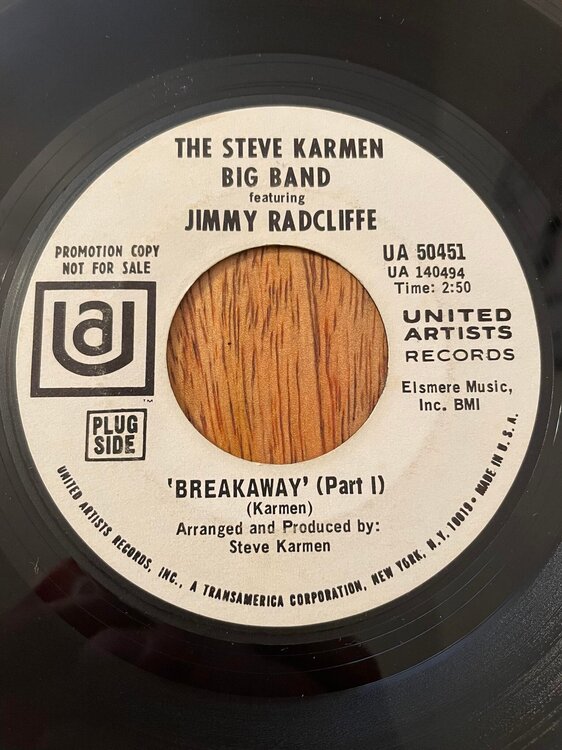 THE STEVE KARMEN
BIG BAND
featuring
JIMMY RADCLIFFE
PROMOTION COPY
NOT FOR SALE
UA 50451
UA 140494
Time: 2:50
UA
TM
UNITED
ARTISTS
RECORDS
Elsmere Music,
Inc. BMI
PLUG
SIDE
'BREAKAWAY' (Part I)
(Karmen)
Arranged and Produced by:
Steve Karmen
UNITED ARTISTS RECORDS, INC., A TRANSAMERICA CORPORATION, NEW YORK, N.Y. 10019 • MADE IN U.S.A.